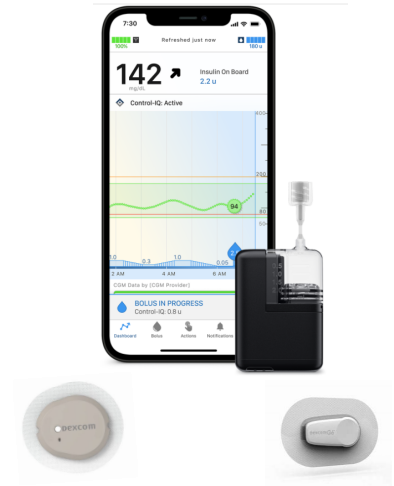 7:30
100%
Refreshed just now
180 u
142
mg/dL
Insulin On Board
2.2 u
Control-IQ: Active
400
200
94
80
0.3
1.0
0.05
2 AM
4 AM
6 AM
CGM Data by [CGM Provider]
BOLUS IN PROGRESS
Control-IQ: 0.8 u
Dashboard
Bolus
Actions
Notifications
Dexcom